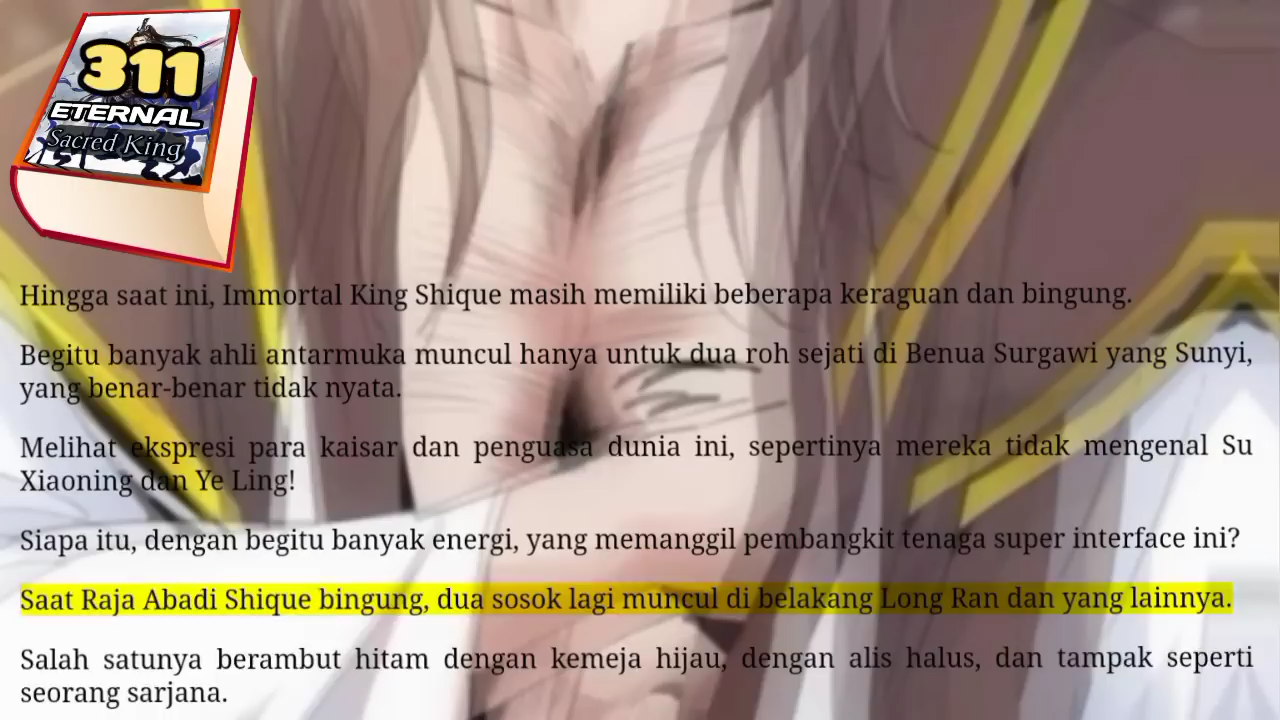 311
ETERNAL
Sacred King
Hingga saat ini, Immortal King Shique masih memiliki beberapa keraguan dan bingung.
Begitu banyak ahli antarmuka muncul hanya untuk dua roh sejati di Benua Surgawi yang Sunyi,
yang benar-benar tidak nyata.
Melihat ekspresi para kaisar dan penguasa dunia ini, sepertinya mereka tidak mengenal Su
Xiaoning dan Ye Ling!
Siapa itu, dengan begitu banyak energi, yang memanggil pembangkit tenaga super interface ini?
Saat Raja Abadi Shique bingung, dua sosok lagi muncul di belakang Long Ran dan yang lainnya.
Salah satunya berambut hitam dengan kemeja hijau, dengan alis halus, dan tampak seperti
seorang sarjana.